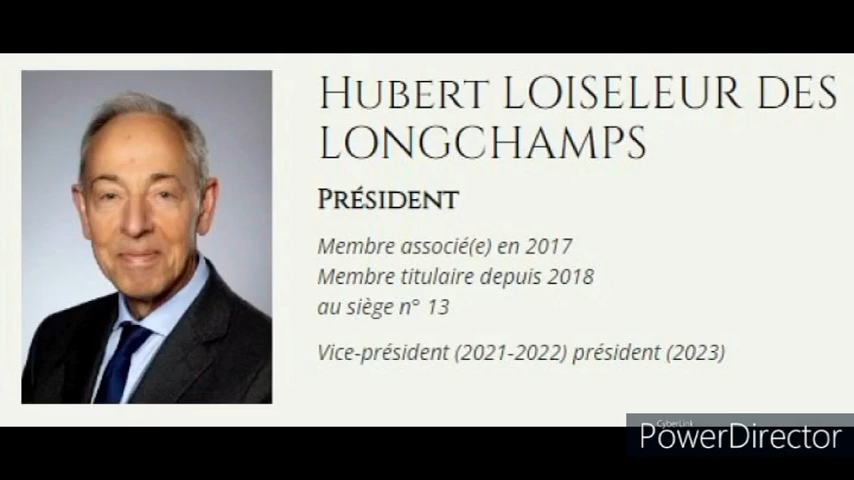 Hubert LOISELEUR DES
LONGCHAMPS
Président
Membre associé(e) en 2017
Membre titulaire depuis 2018
au siège n° 13
Vice-président (2021-2022) président (2023)
CyberLink
PowerDirector